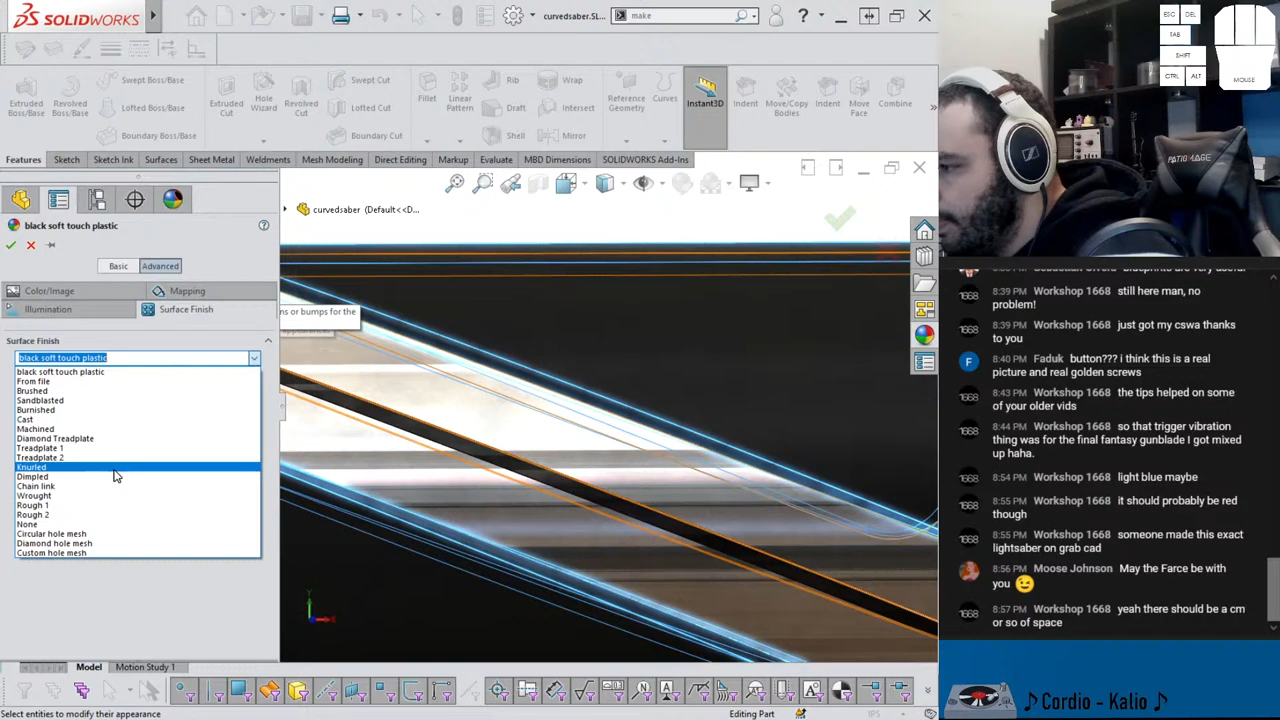 SOLIDWORKS
curvedsaber.SL...
make
ESC
DEL
TAB
SHIFT
CTRL
ALT
MOUSE
Extruded Boss/Base
Revolved Boss/Base
Swept Boss/Base
Lofted Boss/Base
Boundary Boss/Base
Extruded Cut
Hole Wizard
Revolved Cut
Swept Cut
Lofted Cut
Boundary Cut
Fillet
Linear Pattern
Rib
Draft
Shell
Wrap
Intersect
Mirror
Reference Geometry
Curves
Instant3D
Indent
Move/Copy Bodies
Indent
Move Face
Combine
Features
Sketch
Sketch Ink
Surfaces
Sheet Metal
Weldments
Mesh Modeling
Direct Editing
Markup
Evaluate
MBD Dimensions
SOLIDWORKS Add-Ins
curvedsaber (Default<<D...
black soft touch plastic
Basic
Advanced
Color/Image
Mapping
Illumination
Surface Finish
ns or bumps for the
Surface Finish
black soft touch plastic
black soft touch plastic
From file
Brushed
Sandblasted
Burnished
Cast
Machined
Diamond Treadplate
Treadplate 1
Treadplate 2
Knurled
Dimpled
Chain link
Wrought
Rough 1
Rough 2
None
Circular hole mesh
Diamond hole mesh
Custom hole mesh
Model
Motion Study 1
Select entities to modify their appearance
Editing Part
IPS
8:39 PM Workshop 1668 still here man, no
problem!
8:39 PM Workshop 1668 just got my cswa thanks
to you
8:40 PM Faduk button??? i think this is a real
picture and real golden screws
8:43 PM Workshop 1668 the tips helped on some
of your older vids
8:44 PM Workshop 1668 so that trigger vibration
thing was for the final fantasy gunblade I got mixed
up haha.
8:54 PM Workshop 1668 light blue maybe
8:55 PM Workshop 1668 it should probably be red
though
8:55 PM Workshop 1668 someone made this exact
lightsaber on grab cad
8:56 PM Moose Johnson May the Farce be with
you
8:57 PM Workshop 1668 yeah there should be a cm
or so of space
♪ Cordio - Kalio ♪